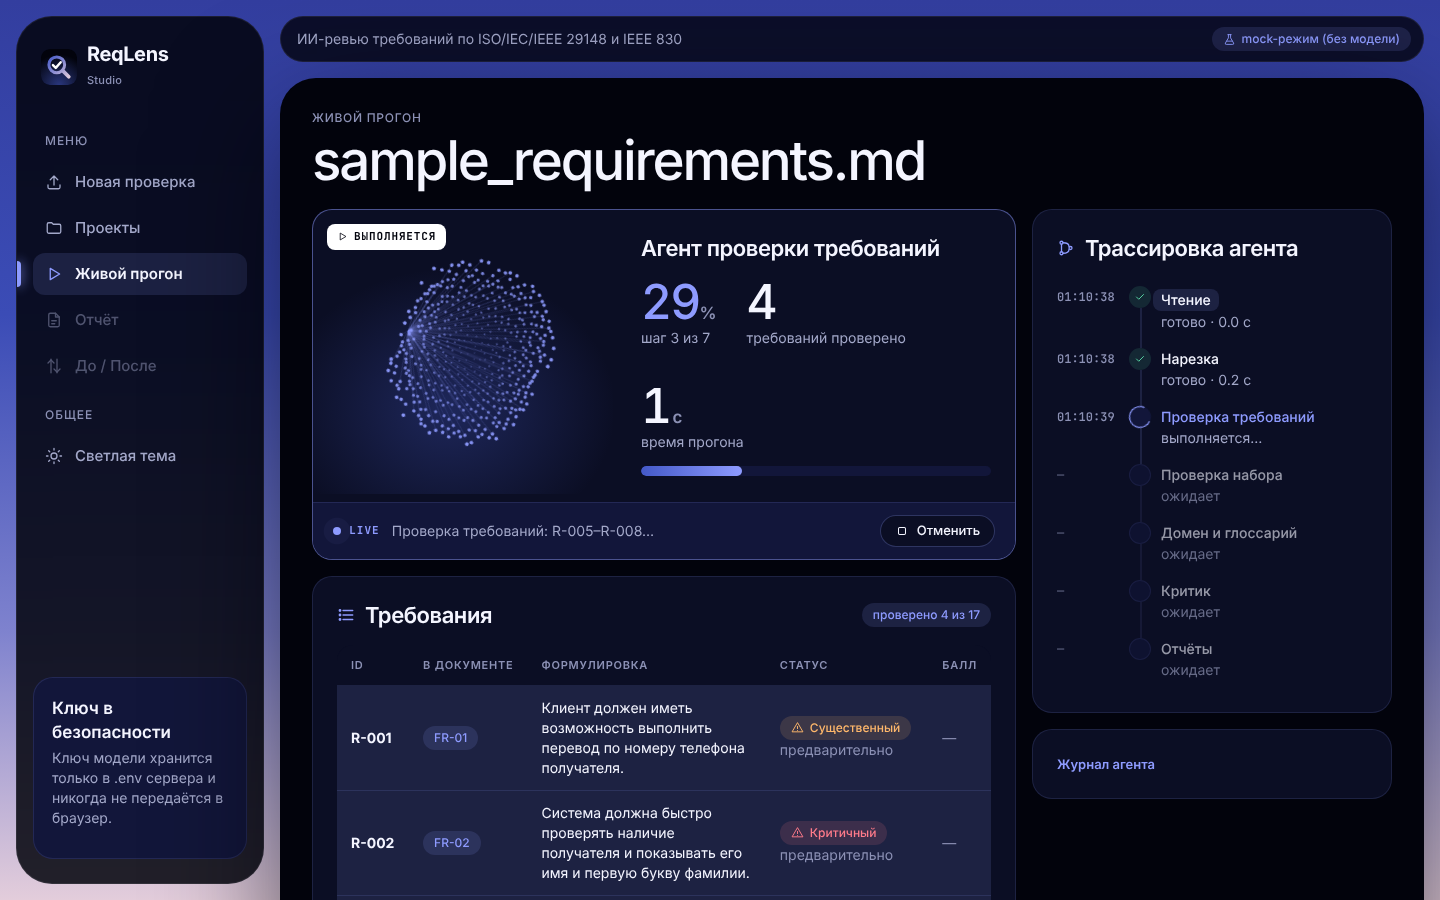 ReqLens
Studio
МЕНЮ
Новая проверка
Проекты
Живой прогон
Отчёт
До / После
ОБЩЕЕ
Светлая тема
Ключ в
безопасности
Ключ модели хранится
только в .env сервера и
никогда не передаётся в
браузер.
ИИ-ревью требований по ISO/IEC/IEEE 29148 и IEEE 830
mock-режим (без модели)
ЖИВОЙ ПРОГОН
sample_requirements.md
ВЫПОЛНЯЕТСЯ
Агент проверки требований
29%
шаг 3 из 7
4
требований проверено
1 с
время прогона
LIVE Проверка требований: R-005–R-008...
Отменить
Требования
проверено 4 из 17
ID В ДОКУМЕНТЕ ФОРМУЛИРОВКА СТАТУС БАЛЛ
R-001
FR-01
Клиент должен иметь
возможность выполнить
перевод по номеру телефона
получателя.
Существенный
предварительно
—
R-002
FR-02
Система должна быстро
проверять наличие
получателя и показывать его
имя и первую букву фамилии.
Критичный
предварительно
—
Трассировка агента
01:10:38 Чтение
готово · 0.0 с
01:10:38 Нарезка
готово · 0.2 с
01:10:39 Проверка требований
выполняется...
– Проверка набора
ожидает
– Домен и глоссарий
ожидает
– Критик
ожидает
– Отчёты
ожидает
Журнал агента